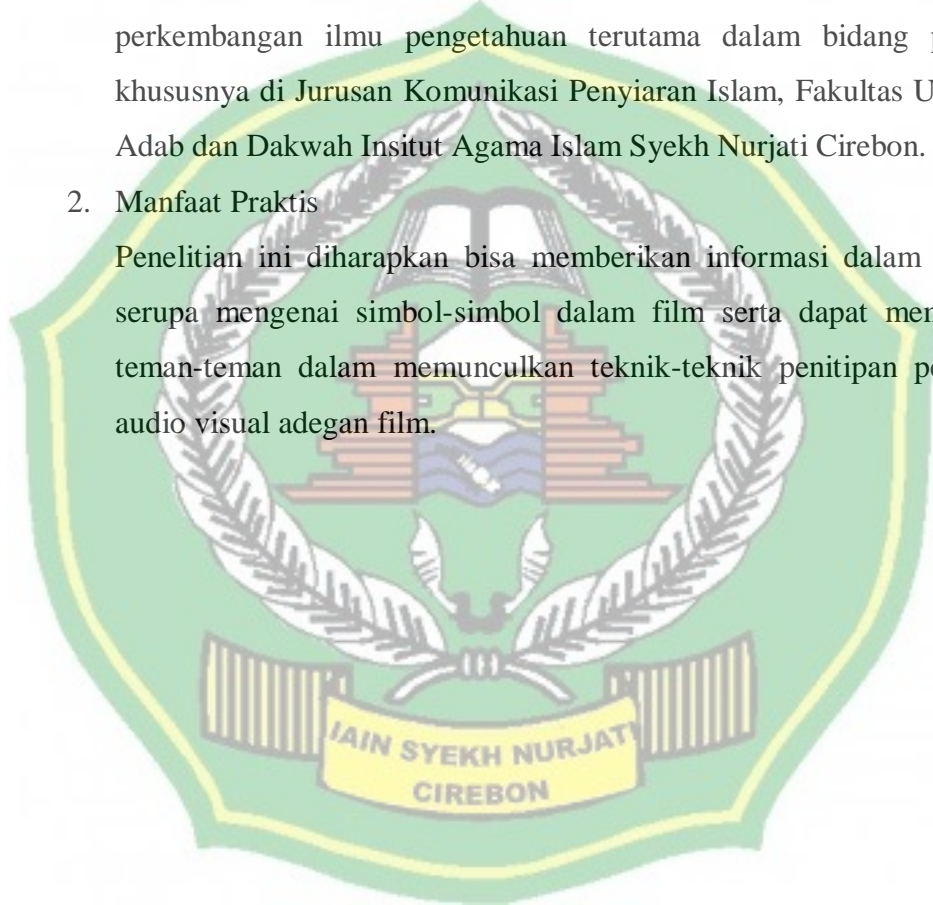 perkembangan ilmu pengetahuan terutama dalam bidang p
khususnya di Jurusan Komunikasi Penyiaran Islam, Fakultas U
Adab dan Dakwah Insitut Agama Islam Syekh Nurjati Cirebon.
2. Manfaat Praktis
Penelitian ini diharapkan bisa memberikan informasi dalam
serupa mengenai simbol-simbol dalam film serta dapat men
teman-teman dalam memunculkan teknik-teknik penitipan pe
audio visual adegan film.
IAIN SYEKH NURJATI
CIREBON